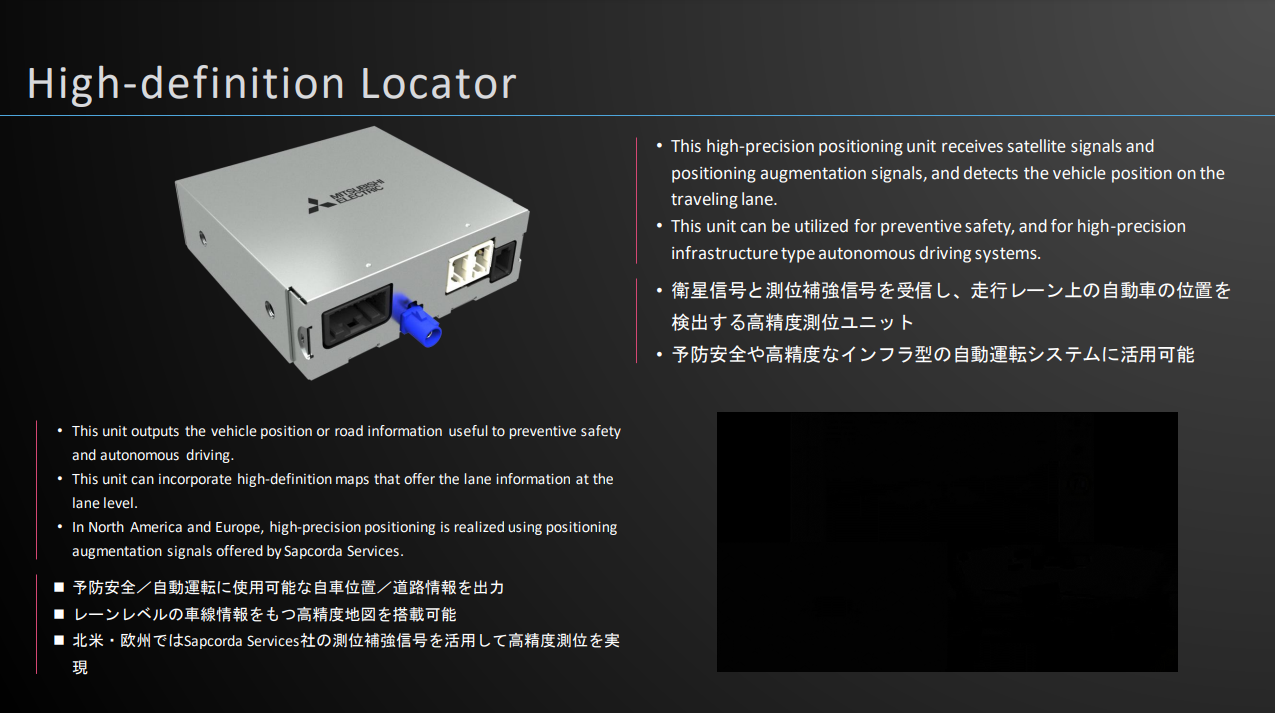 High-definition Locator
MITSUBISHI
ELECTRIC
• This high-precision positioning unit receives satellite signals and
positioning augmentation signals, and detects the vehicle position on the
traveling lane.
• This unit can be utilized for preventive safety, and for high-precision
infrastructure type autonomous driving systems.
• 衛星信号と測位補強信号を受信し、走行レーン上の自動車の位置を
検出する高精度測位ユニット
• 予防安全や高精度なインフラ型の自動運転システムに活用可能
• This unit outputs the vehicle position or road information useful to preventive safety
and autonomous driving.
• This unit can incorporate high-definition maps that offer the lane information at the
lane level.
• In North America and Europe, high-precision positioning is realized using positioning
augmentation signals offered by Sapcorda Services.
■ 予防安全／自動運転に使用可能な自車位置／道路情報を出力
■ レーンレベルの車線情報をもつ高精度地図を搭載可能
■ 北米・欧州ではSapcorda Services社の測位補強信号を活用して高精度測位を実
現